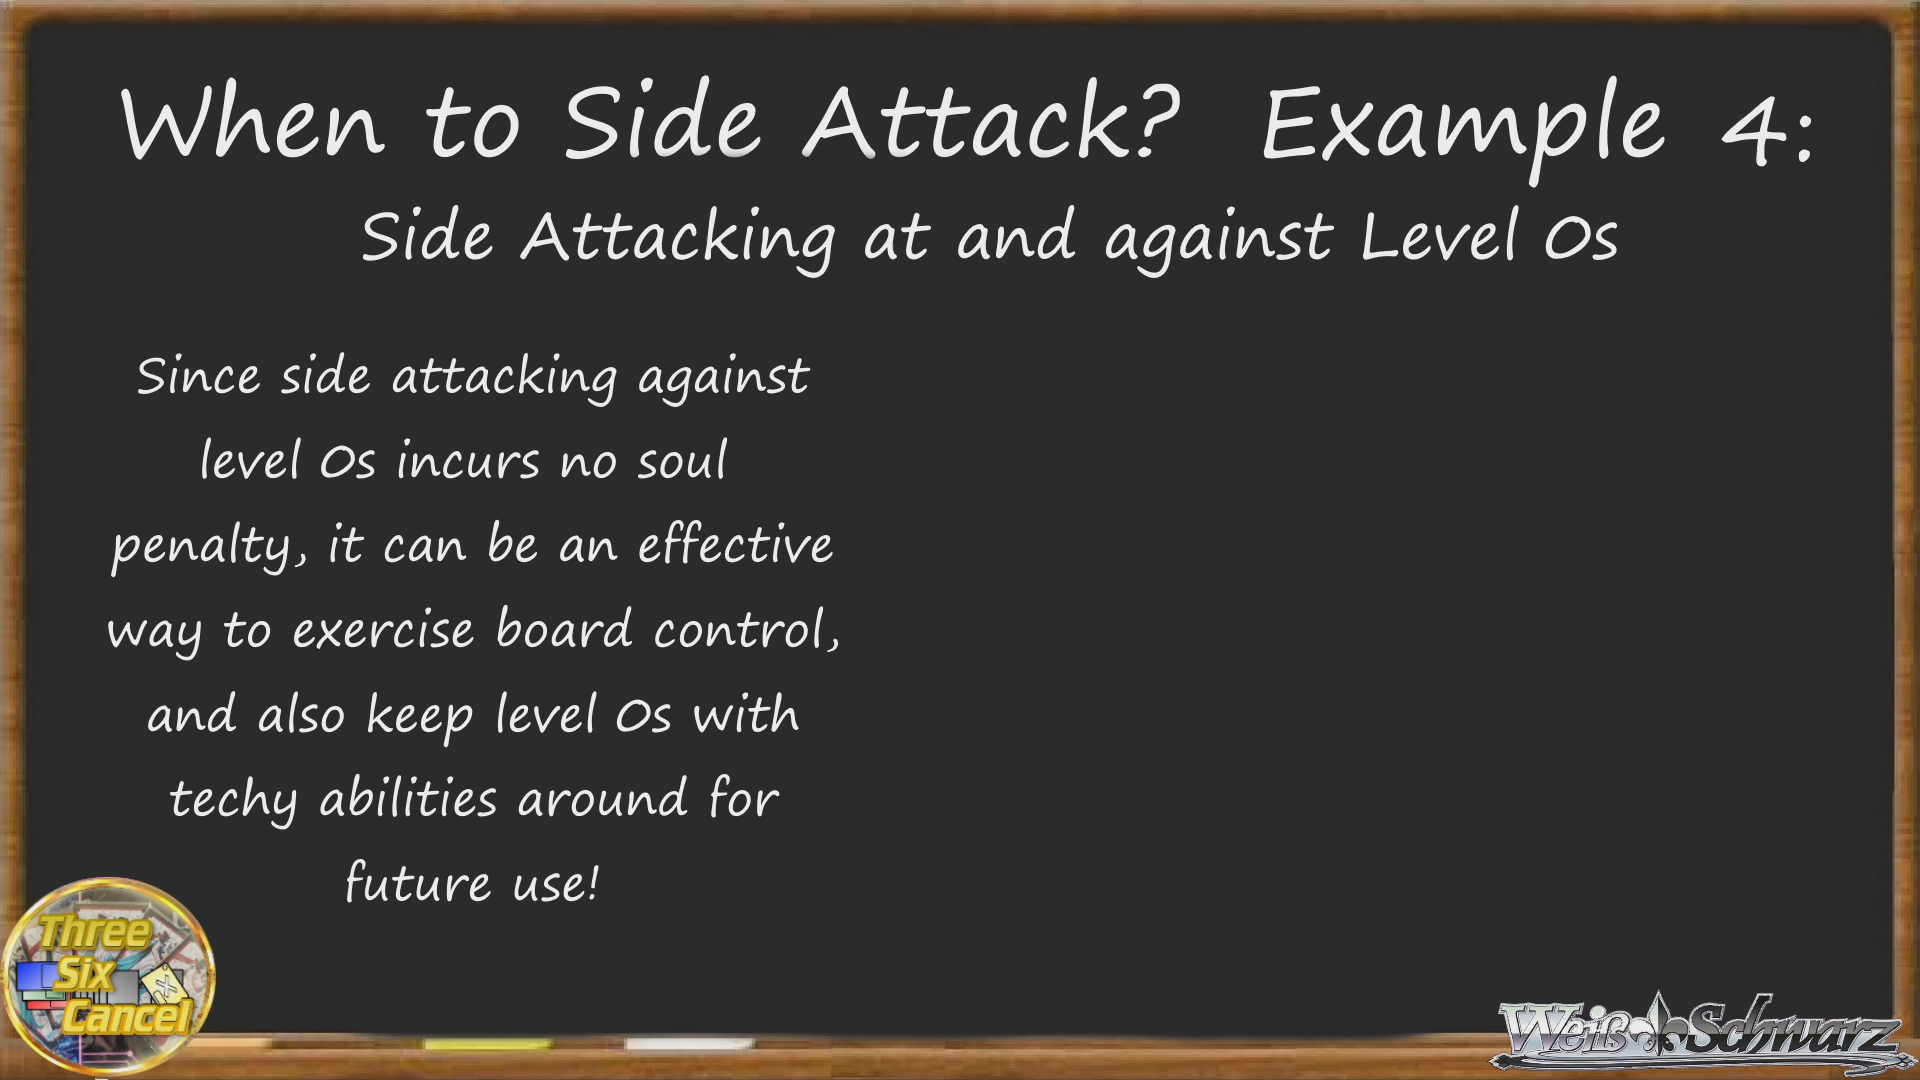 When to Side Attack? Example 4:
Side Attacking at and against Level 0s
Since side attacking against
level 0s incurs no soul
penalty, it can be an effective
way to exercise board control,
and also keep level 0s with
techy abilities around for
future use!
Three
Six
Cancel
Weiß Schwarz